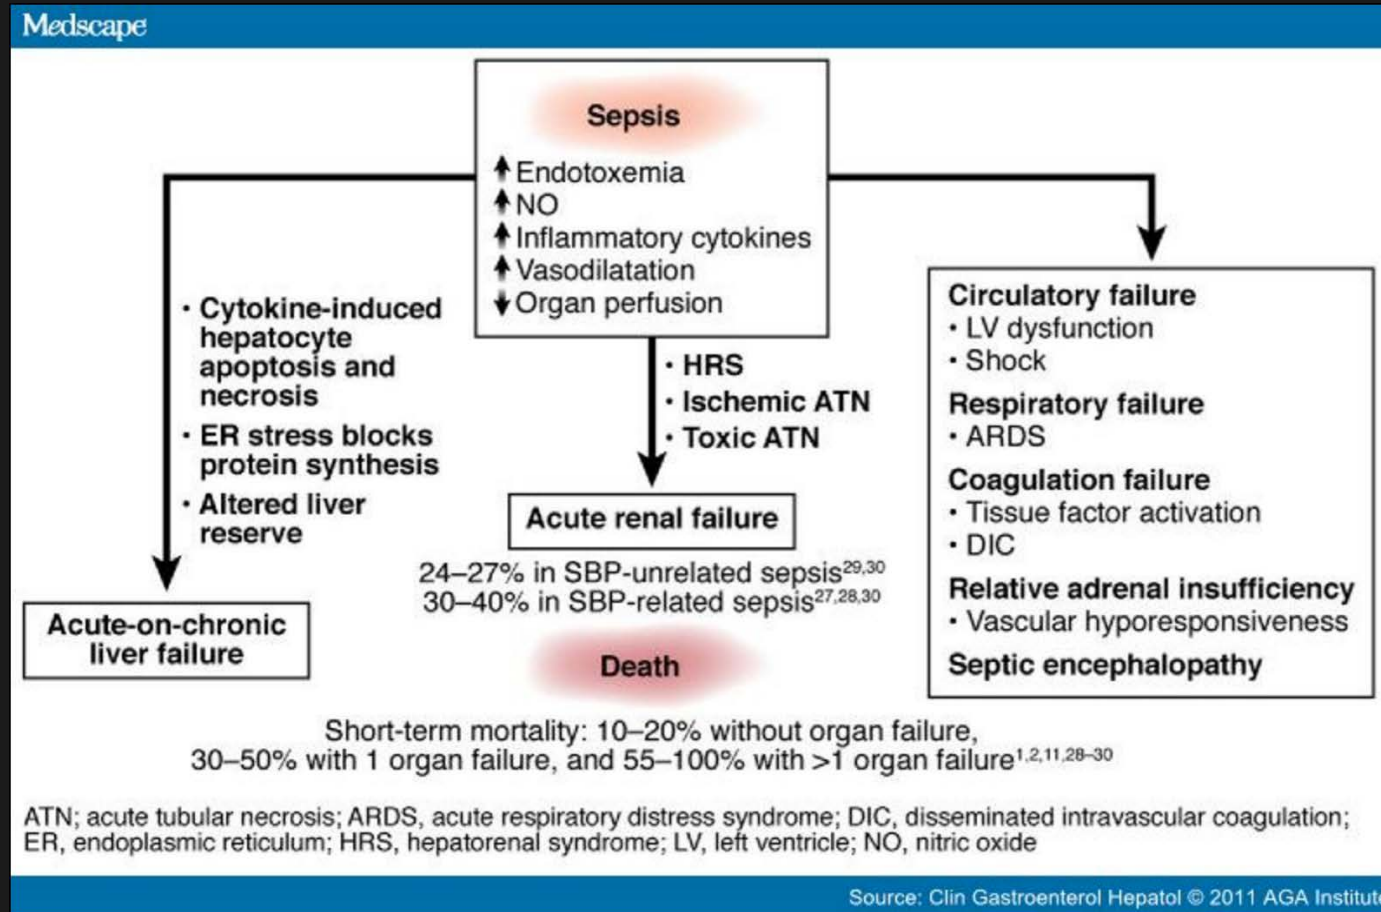 Medscape
Sepsis
Endotoxemia
NO
Inflammatory cytokines
Vasodilatation
Organ perfusion
· Cytokine-induced
hepatocyte
apoptosis and
necrosis
· ER stress blocks
protein synthesis
· Altered liver
reserve
Acute-on-chronic
liver failure
· HRS
· Ischemic ATN
· Toxic ATN
Acute renal failure
24–27% in SBP-unrelated sepsis29,30
30–40% in SBP-related sepsis27,28,30
Circulatory failure
· LV dysfunction
· Shock
Respiratory failure
· ARDS
Coagulation failure
· Tissue factor activation
· DIC
Relative adrenal insufficiency
· Vascular hyporesponsiveness
Septic encephalopathy
Death
Short-term mortality: 10–20% without organ failure,
30–50% with 1 organ failure, and 55–100% with >1 organ failure1,2,11,28–30
ATN; acute tubular necrosis; ARDS, acute respiratory distress syndrome; DIC, disseminated intravascular coagulation;
ER, endoplasmic reticulum; HRS, hepatorenal syndrome; LV, left ventricle; NO, nitric oxide
Source: Clin Gastroenterol Hepatol © 2011 AGA Institute